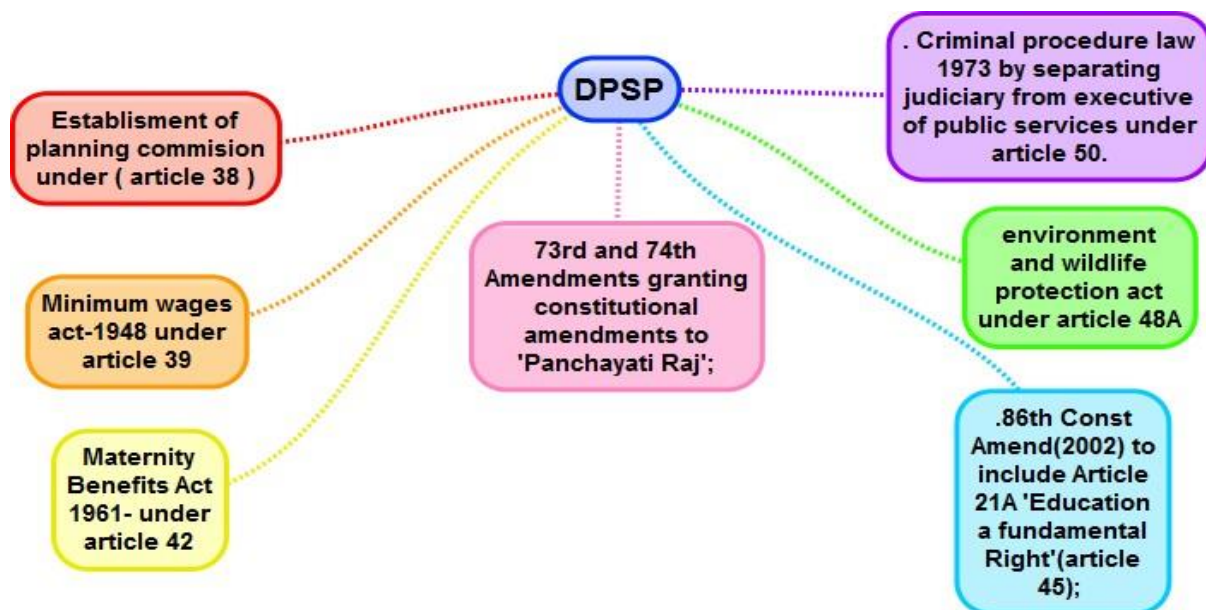 DPSP
Establisment of
planning commision
under ( article 38 )
Minimum wages
act-1948 under
article 39
Maternity
Benefits Act
1961- under
article 42
73rd and 74th
Amendments granting
constitutional
amendments to
'Panchayati Raj';
. Criminal procedure law
1973 by separating
judiciary from executive
of public services under
article 50.
environment
and wildlife
protection act
under article 48A
.86th Const
Amend(2002) to
include Article
21A 'Education
a fundamental
Right'(article
45);